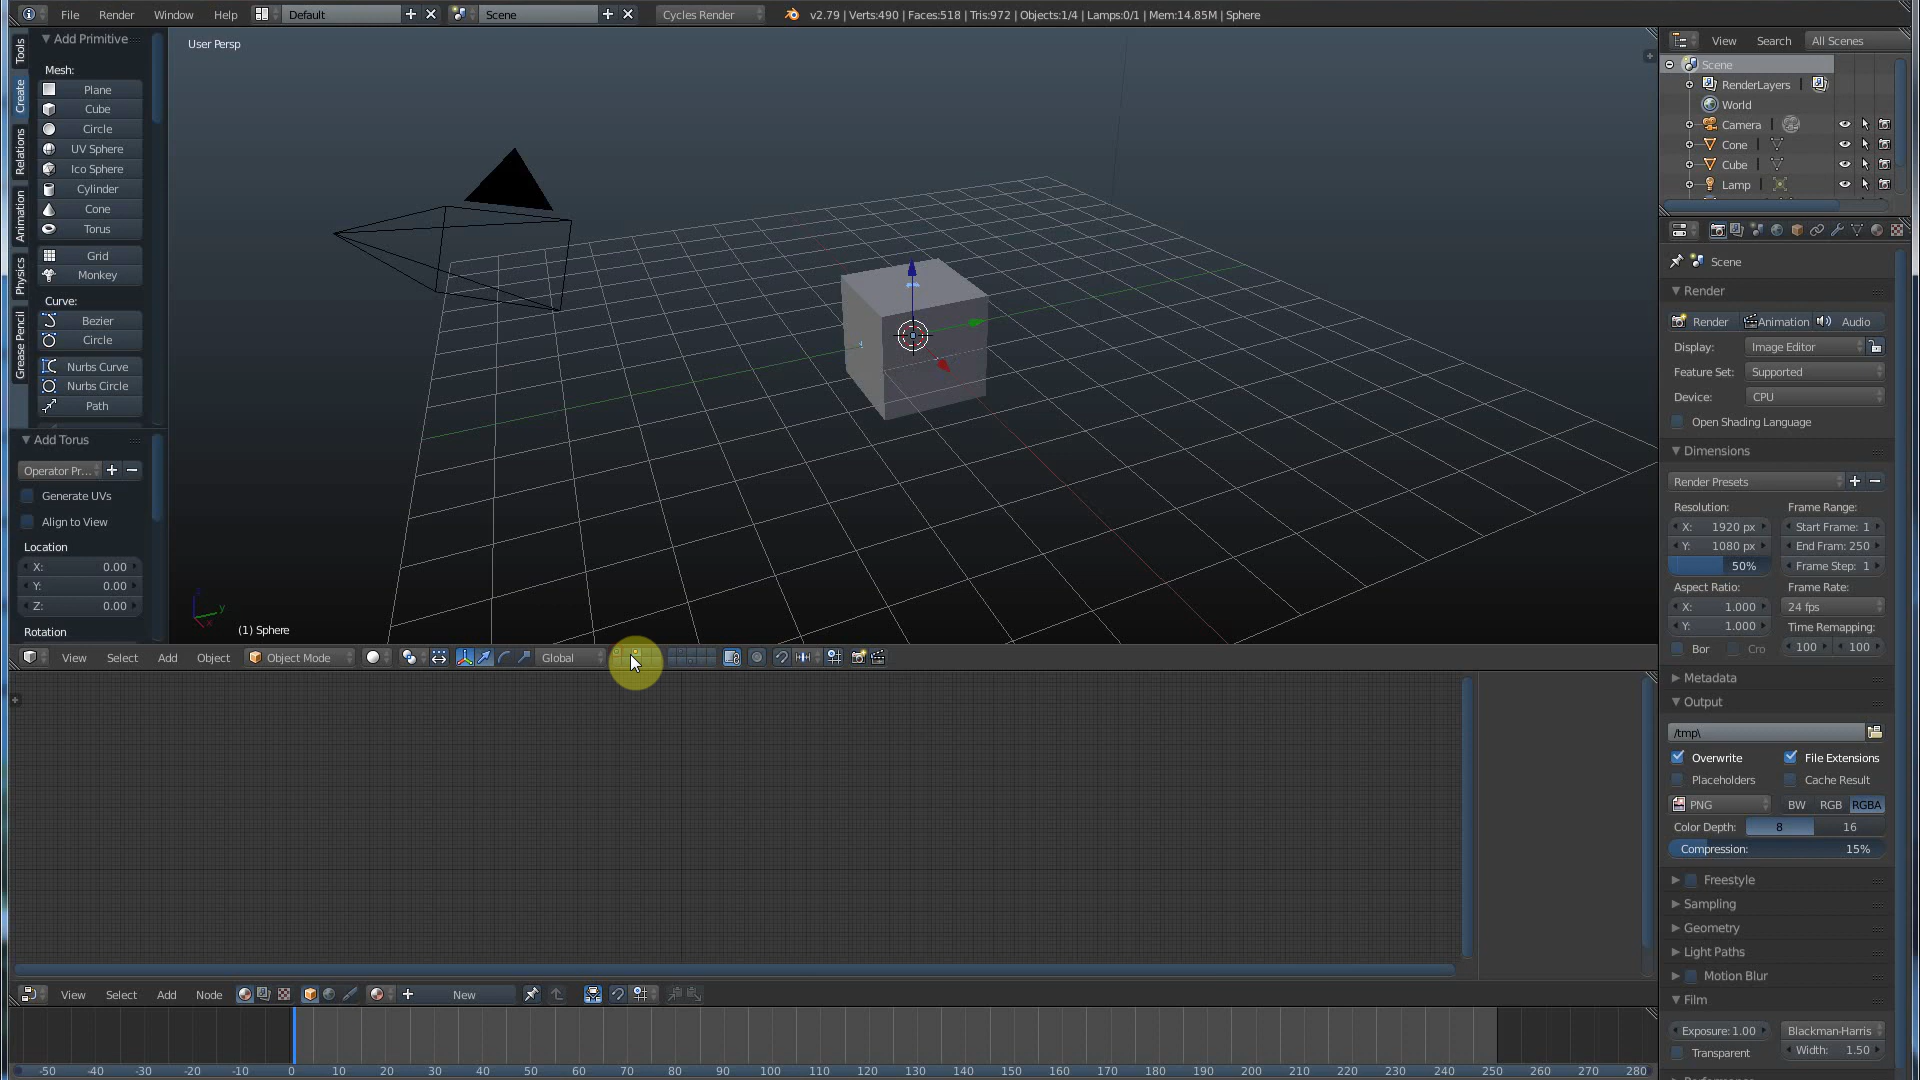 File Render Window Help Default Scene Cycles Render v2.79 | Verts:490 | Faces:518 | Tris:972 | Objects:1/4 | Lamps:0/1 | Mem:14.85M | Sphere
Tools
Create
Relations
Animation
Physics
Grease Pencil
Add Primitive
Mesh:
Plane
Cube
Circle
UV Sphere
Ico Sphere
Cylinder
Cone
Torus
Grid
Monkey
Curve:
Bezier
Circle
Nurbs Curve
Nurbs Circle
Path
Add Torus
Operator Pr...
Generate UVs
Align to View
Location
X: 0.00
Y: 0.00
Z: 0.00
Rotation
User Persp
(1) Sphere
View Select Add Object Object Mode Global
View Select Add Node New
-50 -40 -30 -20 -10 0 10 20 30 40 50 60 70 80 90 100 110 120 130 140 150 160 170 180 190 200 210 220 230 240 250 260 270 280
View Search All Scenes
Scene
RenderLayers
World
Camera
Cone
Cube
Lamp
Scene
Render
Render Animation Audio
Display: Image Editor
Feature Set: Supported
Device: CPU
Open Shading Language
Dimensions
Render Presets
Resolution: Frame Range:
X: 1920 px Start Frame: 1
Y: 1080 px End Fram: 250
50% Frame Step: 1
Aspect Ratio: Frame Rate:
X: 1.000 24 fps
Y: 1.000 Time Remapping:
Bor Cro 100 100
Metadata
Output
/tmp\
Overwrite File Extensions
Placeholders Cache Result
PNG BW RGB RGBA
Color Depth: 8 16
Compression: 15%
Freestyle
Sampling
Geometry
Light Paths
Motion Blur
Film
Exposure: 1.00 Blackman-Harris
Transparent Width: 1.50